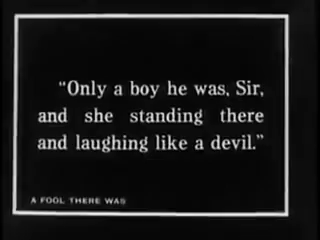 “Only a boy he was, Sir,
and she standing there
and laughing like a devil.”
A FOOL THERE WAS